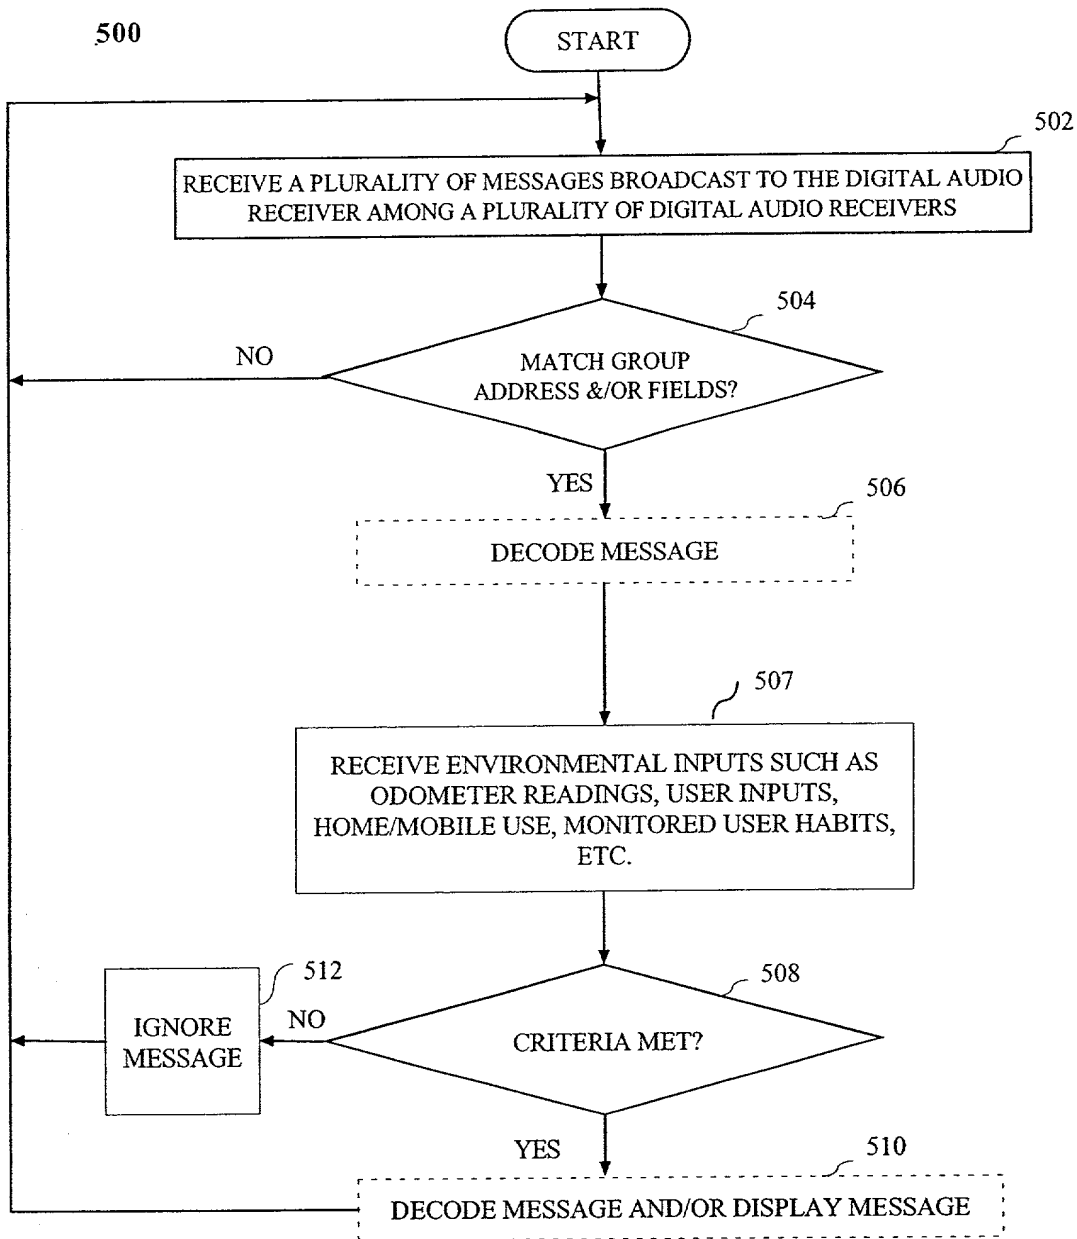 500
START
502
RECEIVE A PLURALITY OF MESSAGES BROADCAST TO THE DIGITAL AUDIO
RECEIVER AMONG A PLURALITY OF DIGITAL AUDIO RECEIVERS
504
NO
MATCH GROUP
ADDRESS &/OR FIELDS?
YES
506
DECODE MESSAGE
507
RECEIVE ENVIRONMENTAL INPUTS SUCH AS
ODOMETER READINGS, USER INPUTS,
HOME/MOBILE USE, MONITORED USER HABITS,
ETC.
512
508
IGNORE
MESSAGE
NO
CRITERIA MET?
YES
510
DECODE MESSAGE AND/OR DISPLAY MESSAGE